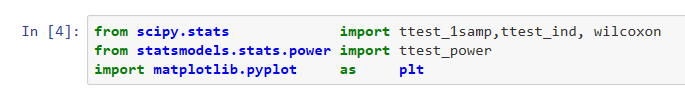 In [4]: from scipy.stats import ttest_1samp,ttest_ind, wilcoxon
from statsmodels.stats.power import ttest_power
import matplotlib.pyplot as plt